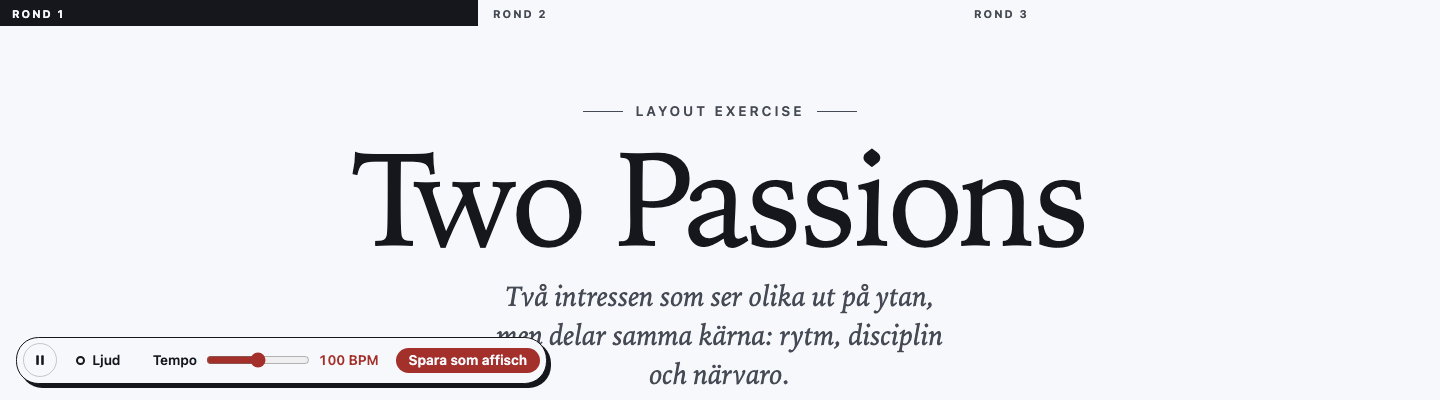 ROND 1
ROND 2
ROND 3
LAYOUT EXERCISE
Two Passions
Två intressen som ser olika ut på ytan,
men delar samma kärna: rytm, disciplin
och närvaro.
Ljud
Tempo
100 BPM
Spara som affisch